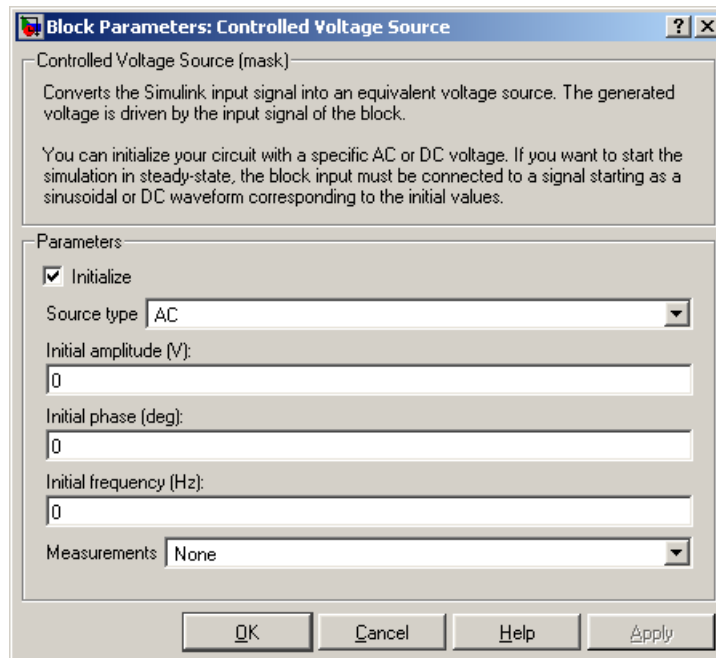 Block Parameters: Controlled Voltage Source
Controlled Voltage Source (mask)
Converts the Simulink input signal into an equivalent voltage source. The generated
voltage is driven by the input signal of the block.
You can initialize your circuit with a specific AC or DC voltage. If you want to start the
simulation in steady-state, the block input must be connected to a signal starting as a
sinusoidal or DC waveform corresponding to the initial values.
Parameters
Initialize
Source type AC
Initial amplitude (V):
0
Initial phase (deg):
0
Initial frequency (Hz):
0
Measurements None
OK Cancel Help Apply